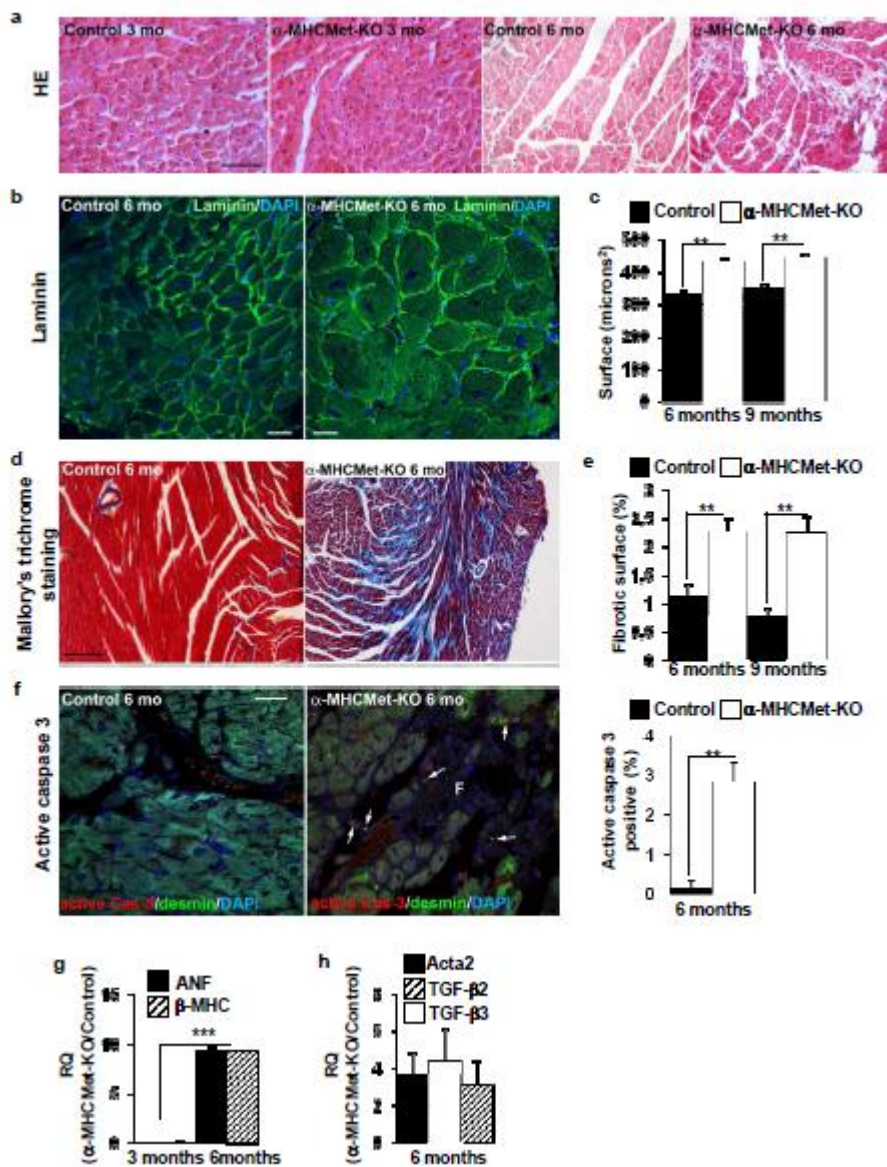 a
Control 3 mo
α-MHCMet-KO 3 mo
Control 6 mo
α-MHCMet-KO 6 mo
HE
b
Control 6 mo
Laminin/DAPI
α-MHCMet-KO 6 mo
Laminin/DAPI
Laminin
c
Control
α-MHCMet-KO
**
**
Surface (microns²)
6 months
9 months
d
Control 6 mo
α-MHCMet-KO 6 mo
Mallory's trichrome
staining
e
Control
α-MHCMet-KO
**
**
Fibrotic surface (%)
6 months
9 months
f
Control 6 mo
α-MHCMet-KO 6 mo
F
Active caspase 3
active Cas-3/desmin/DAPI
active Cas-3/desmin/DAPI
Control
α-MHCMet-KO
**
4
3
2
1
0
Active caspase 3
positive (%)
6 months
g
ANF
β-MHC
***
RQ
(α-MHCMet-KO/Control)
3 months
6months
h
Acta2
TGF-β2
TGF-β3
RQ
(α-MHCMet-KO/Control)
6 months